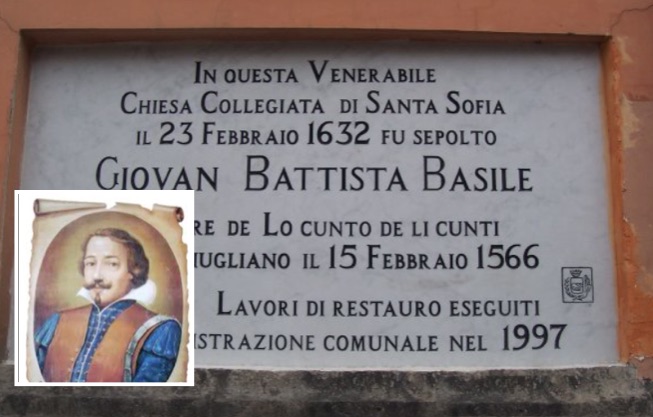 In questa Venerabile
Chiesa Collegiata di Santa Sofia
il 23 Febbraio 1632 fu sepolto
Giovan Battista Basile
de Lo cunto de li cunti
il 15 Febbraio 1566
Lavori di restauro eseguiti
comunale nel 1997